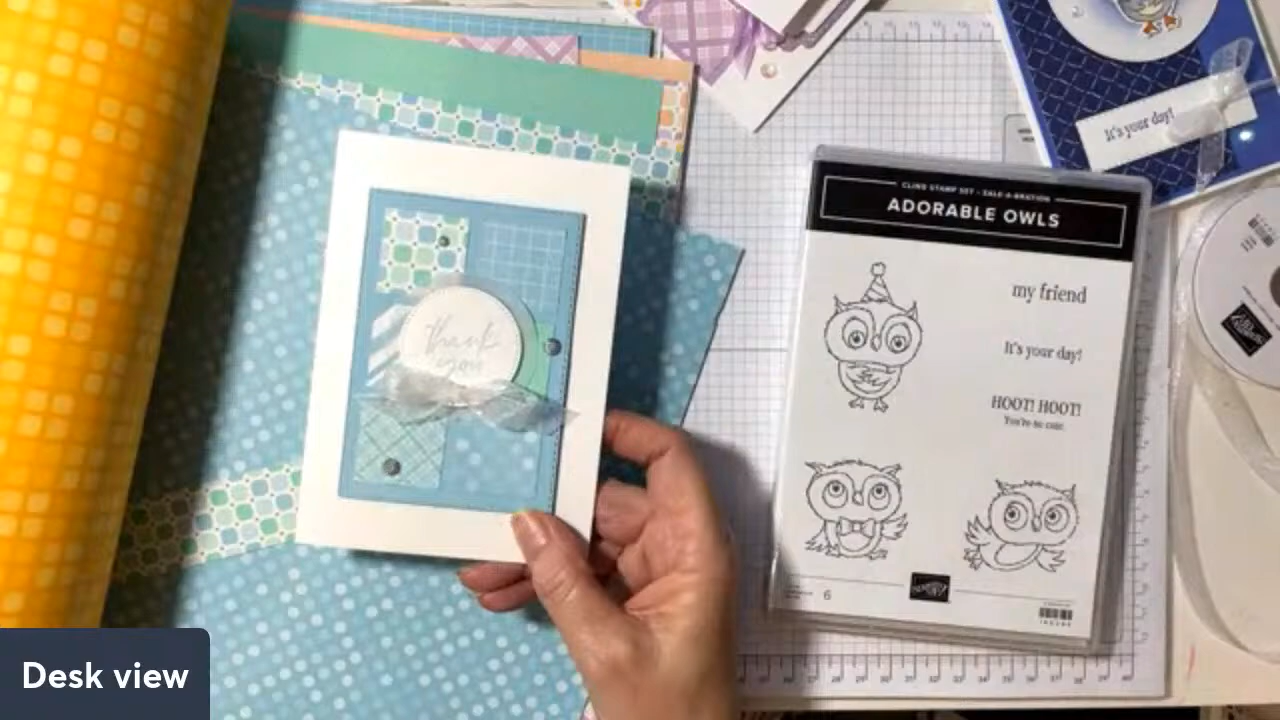 It's your day!
CLING STAMP SET • SALE-A-BRATION
ADORABLE OWLS
my friend
It's your day!
HOOT! HOOT!
You're so cute.
thank
you
6
Desk view